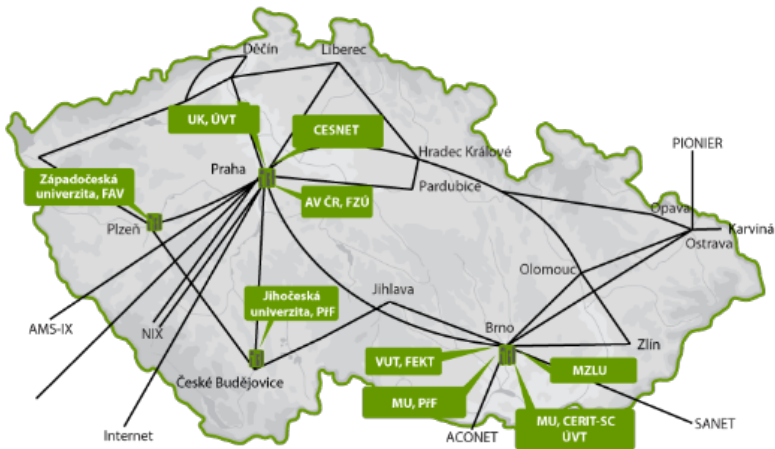 Děčín
Liberec
UK, ÚVT
CESNET
Hradec Králové
PIONIER
Praha
Západočeská
univerzita, FAV
Pardubice
AV ČR, FZÚ
Opava
Karviná
Plzeň
Ostrava
Olomouc
Jihlava
Jihočeská
univerzita, PřF
AMS-IX
NIX
Brno
Zlín
VUT, FEKT
MZLU
České Budějovice
MU, PřF
MU, CERIT-SC
ÚVT
SANET
Internet
ACONET